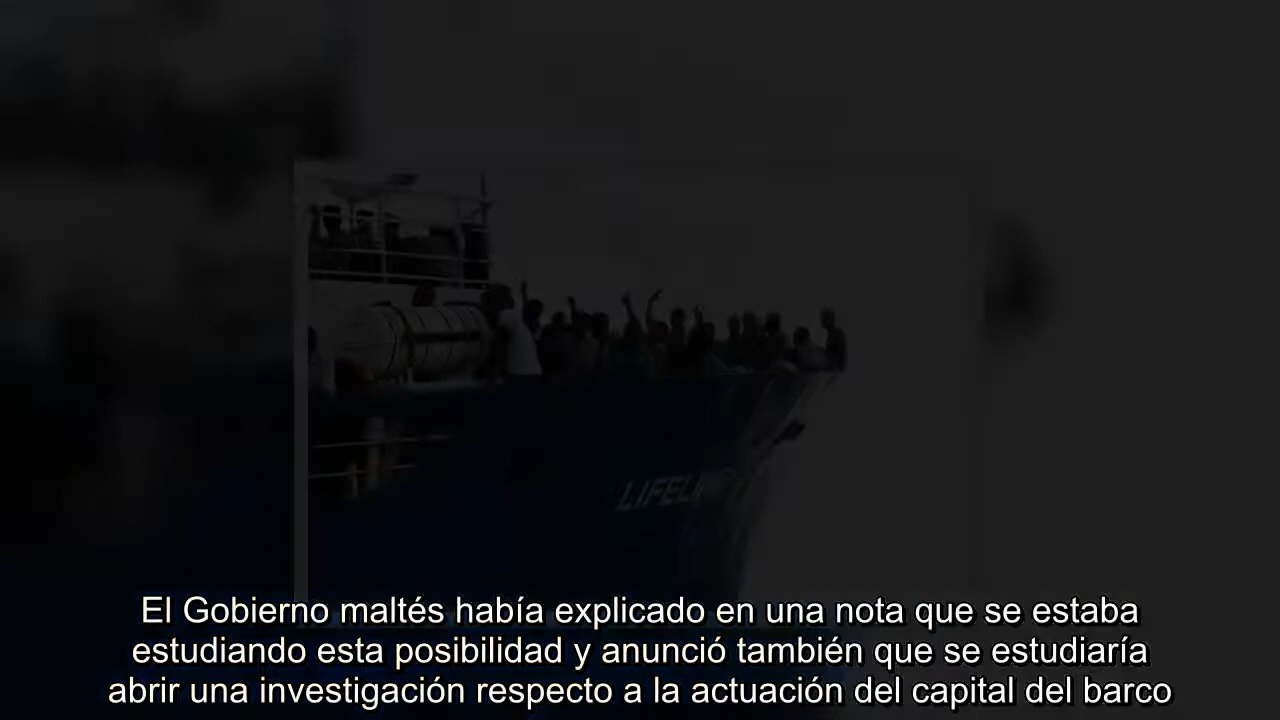 LIFEL
El Gobierno maltés había explicado en una nota que se estaba
estudiando esta posibilidad y anunció también que se estudiaría
abrir una investigación respecto a la actuación del capital del barco